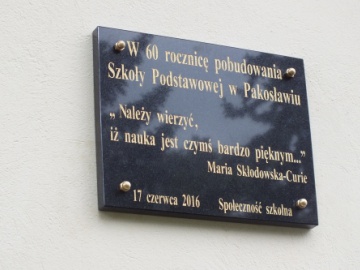 W 60 rocznicę pobudowania
Szkoły Podstawowej w Pakosławiu
„ Należy wierzyć,
iż nauka jest czymś bardzo pięknym..."
Maria Skłodowska-Curie
17 czerwca 2016 Społeczność szkolna